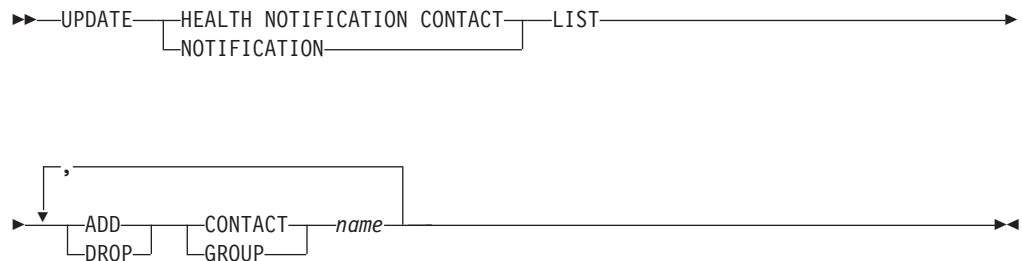 UPDATE HEALTH NOTIFICATION CONTACT LIST
NOTIFICATION
,
ADD CONTACT name
DROP GROUP